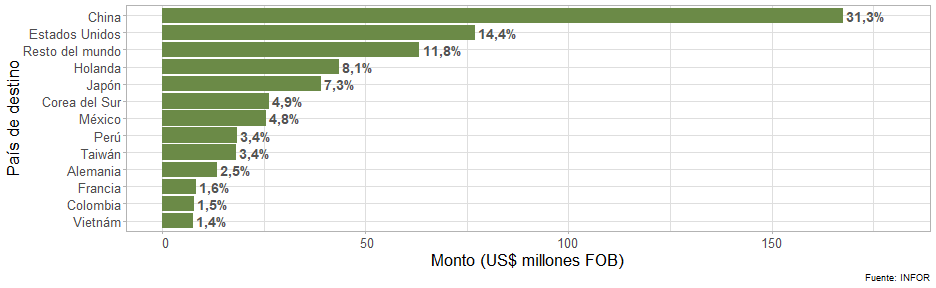 País de destino
China 31,3%
Estados Unidos 14,4%
Resto del mundo 11,8%
Holanda 8,1%
Japón 7,3%
Corea del Sur 4,9%
México 4,8%
Perú 3,4%
Taiwán 3,4%
Alemania 2,5%
Francia 1,6%
Colombia 1,5%
Vietnám 1,4%
0 50 100 150
Monto (US$ millones FOB)
Fuente: INFOR